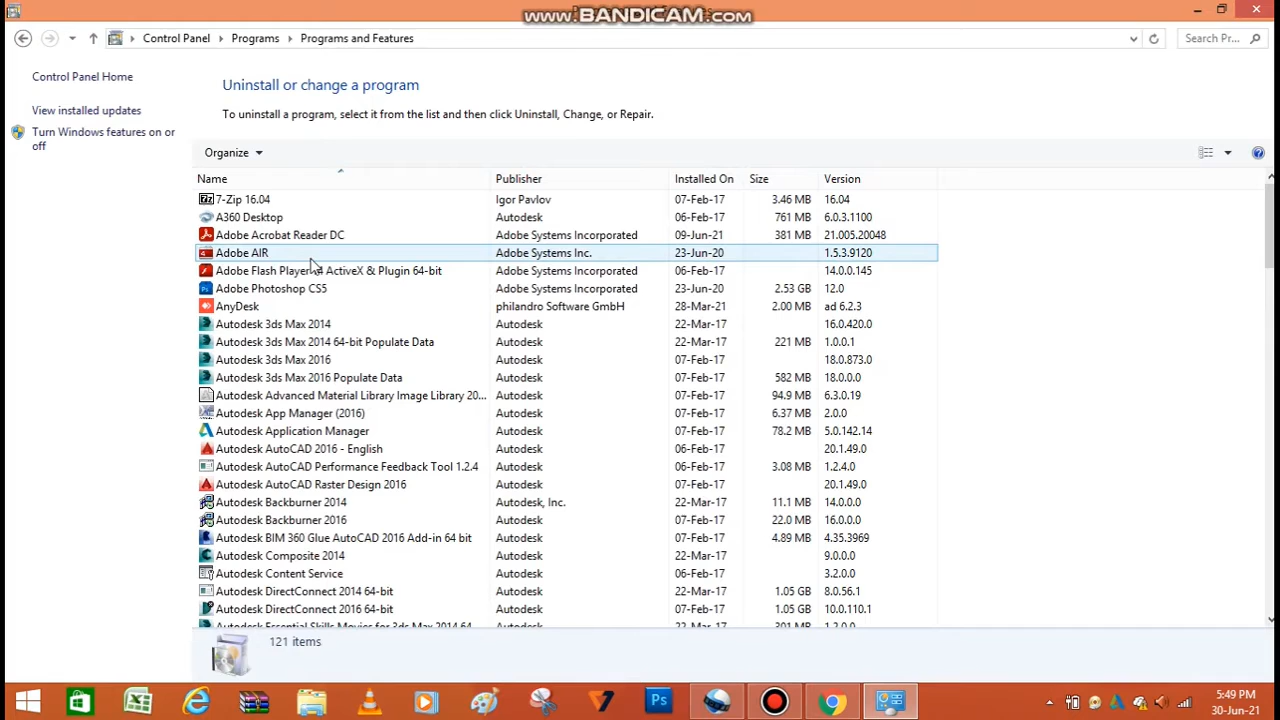 www.BANDICAM.com
Control Panel Programs Programs and Features Search Pr...
Control Panel Home
View installed updates
Turn Windows features on or
off
Uninstall or change a program
To uninstall a program, select it from the list and then click Uninstall, Change, or Repair.
Organize
Name Publisher Installed On Size Version
7-Zip 16.04 Igor Pavlov 07-Feb-17 3.46 MB 16.04
A360 Desktop Autodesk 06-Feb-17 761 MB 6.0.3.1100
Adobe Acrobat Reader DC Adobe Systems Incorporated 09-Jun-21 381 MB 21.005.20048
Adobe AIR Adobe Systems Inc. 23-Jun-20 1.5.3.9120
Adobe Flash Player 14 ActiveX & Plugin 64-bit Adobe Systems Incorporated 06-Feb-17 14.0.0.145
Adobe Photoshop CS5 Adobe Systems Incorporated 23-Jun-20 2.53 GB 12.0
AnyDesk philandro Software GmbH 28-Mar-21 2.00 MB ad 6.2.3
Autodesk 3ds Max 2014 Autodesk 22-Mar-17 16.0.420.0
Autodesk 3ds Max 2014 64-bit Populate Data Autodesk 22-Mar-17 221 MB 1.0.0.1
Autodesk 3ds Max 2016 Autodesk 07-Feb-17 18.0.873.0
Autodesk 3ds Max 2016 Populate Data Autodesk 07-Feb-17 582 MB 18.0.0.0
Autodesk Advanced Material Library Image Library 20... Autodesk 07-Feb-17 94.9 MB 6.3.0.19
Autodesk App Manager (2016) Autodesk 07-Feb-17 6.37 MB 2.0.0
Autodesk Application Manager Autodesk 07-Feb-17 78.2 MB 5.0.142.14
Autodesk AutoCAD 2016 - English Autodesk 06-Feb-17 20.1.49.0
Autodesk AutoCAD Performance Feedback Tool 1.2.4 Autodesk 06-Feb-17 3.08 MB 1.2.4.0
Autodesk AutoCAD Raster Design 2016 Autodesk 07-Feb-17 20.1.49.0
Autodesk Backburner 2014 Autodesk, Inc. 22-Mar-17 11.1 MB 14.0.0.0
Autodesk Backburner 2016 Autodesk 07-Feb-17 22.0 MB 16.0.0.0
Autodesk BIM 360 Glue AutoCAD 2016 Add-in 64 bit Autodesk 07-Feb-17 4.89 MB 4.35.3969
Autodesk Composite 2014 Autodesk 22-Mar-17 9.0.0.0
Autodesk Content Service Autodesk 06-Feb-17 3.2.0.0
Autodesk DirectConnect 2014 64-bit Autodesk 22-Mar-17 1.05 GB 8.0.56.1
Autodesk DirectConnect 2016 64-bit Autodesk 07-Feb-17 1.05 GB 10.0.110.1
Autodesk Essential Skills Movies for 3ds Max 2014 64 Autodesk 22-Mar-17 301 MB 1.2.0.0
121 items
Ps
5:49 PM
30-Jun-21